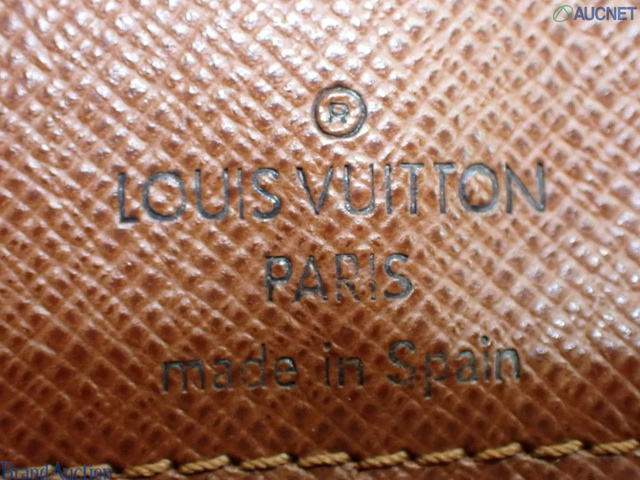 AUCNET
®
LOUIS VUITTON
PARIS
made in Spain
Brand Auction